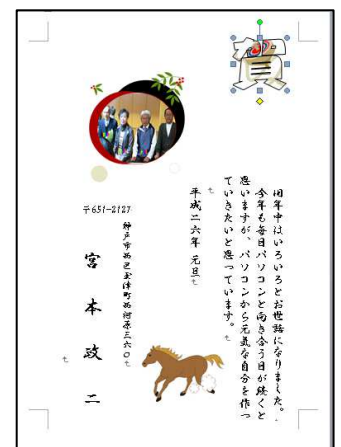 賀
旧年中はいろいろとお世話になりました。
今年も毎日パソコンと向き合う日が続くと
思いますが、パソコンから元気な自分を作っ
ていきたいと思っています。
平成二六年 元旦
〒651-2127
神戸市西区玉津町西河原三六〇
宮本政二